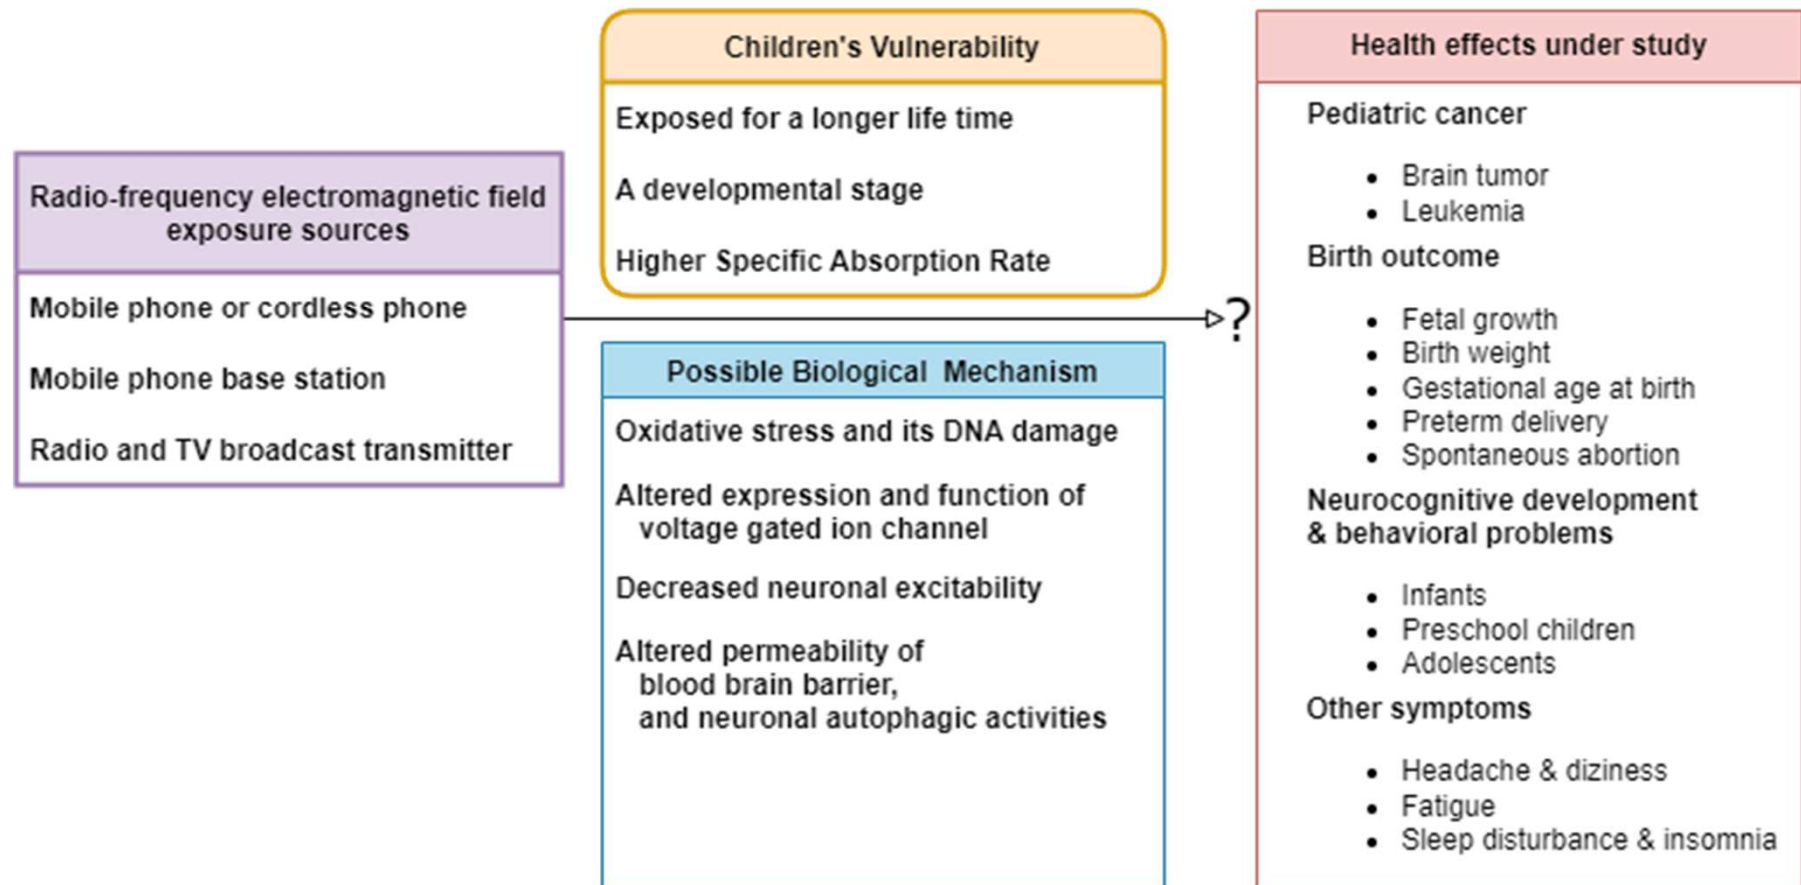 Radio-frequency electromagnetic field
exposure sources
Mobile phone or cordless phone
Mobile phone base station
Radio and TV broadcast transmitter
Children's Vulnerability
Exposed for a longer life time
A developmental stage
Higher Specific Absorption Rate
?
Possible Biological Mechanism
Oxidative stress and its DNA damage
Altered expression and function of
voltage gated ion channel
Decreased neuronal excitability
Altered permeability of
blood brain barrier,
and neuronal autophagic activities
Health effects under study
Pediatric cancer
• Brain tumor
• Leukemia
Birth outcome
• Fetal growth
• Birth weight
• Gestational age at birth
• Preterm delivery
• Spontaneous abortion
Neurocognitive development
& behavioral problems
• Infants
• Preschool children
• Adolescents
Other symptoms
• Headache & diziness
• Fatigue
• Sleep disturbance & insomnia